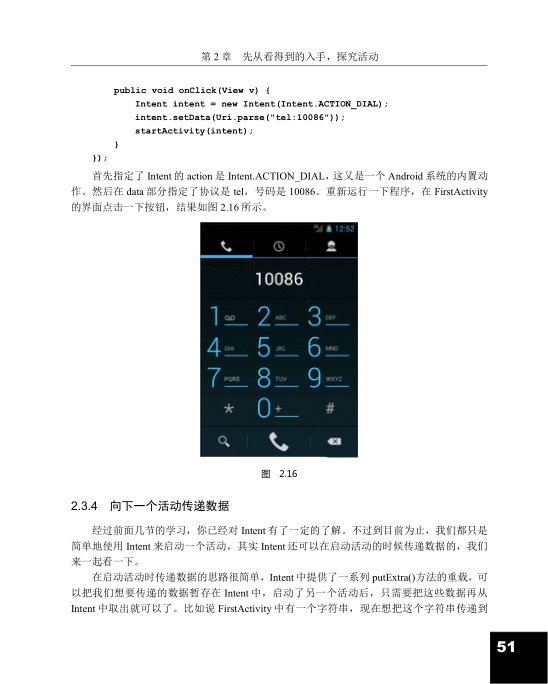 第 2 章　先从看得到的入手，探究活动
public void onClick(View v) {
Intent intent = new Intent(Intent.ACTION_DIAL);
intent.setData(Uri.parse("tel:10086"));
startActivity(intent);
}
});
首先指定了 Intent 的 action 是 Intent.ACTION_DIAL，这又是一个 Android 系统的内置动
作。然后在 data 部分指定了协议是 tel，号码是 10086。重新运行一下程序，在 FirstActivity
的界面点击一下按钮，结果如图 2.16 所示。
3G 12:52
10086
1 2 ABC 3 DEF
4 GHI 5 JKL 6 MNO
7 PQRS 8 TUV 9 WXYZ
* 0 + #
图　2.16
2.3.4　向下一个活动传递数据
经过前面几节的学习，你已经对 Intent 有了一定的了解。不过到目前为止，我们都只是
简单地使用 Intent 来启动一个活动，其实 Intent 还可以在启动活动的时候传递数据的，我们
来一起看一下。
在启动活动时传递数据的思路很简单，Intent 中提供了一系列 putExtra()方法的重载，可
以把我们想要传递的数据暂存在 Intent 中，启动了另一个活动后，只需要把这些数据再从
Intent 中取出就可以了。比如说 FirstActivity 中有一个字符串，现在想把这个字符串传递到
51